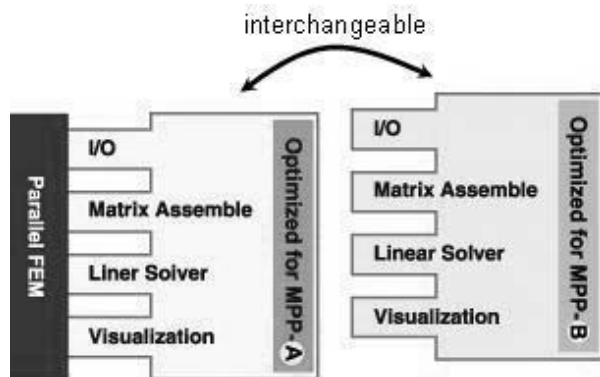 interchangeable
Parallel FEM
I/O
Matrix Assemble
Liner Solver
Visualization
Optimized for MPP-A
I/O
Matrix Assemble
Linear Solver
Visualization
Optimized for MPP-B